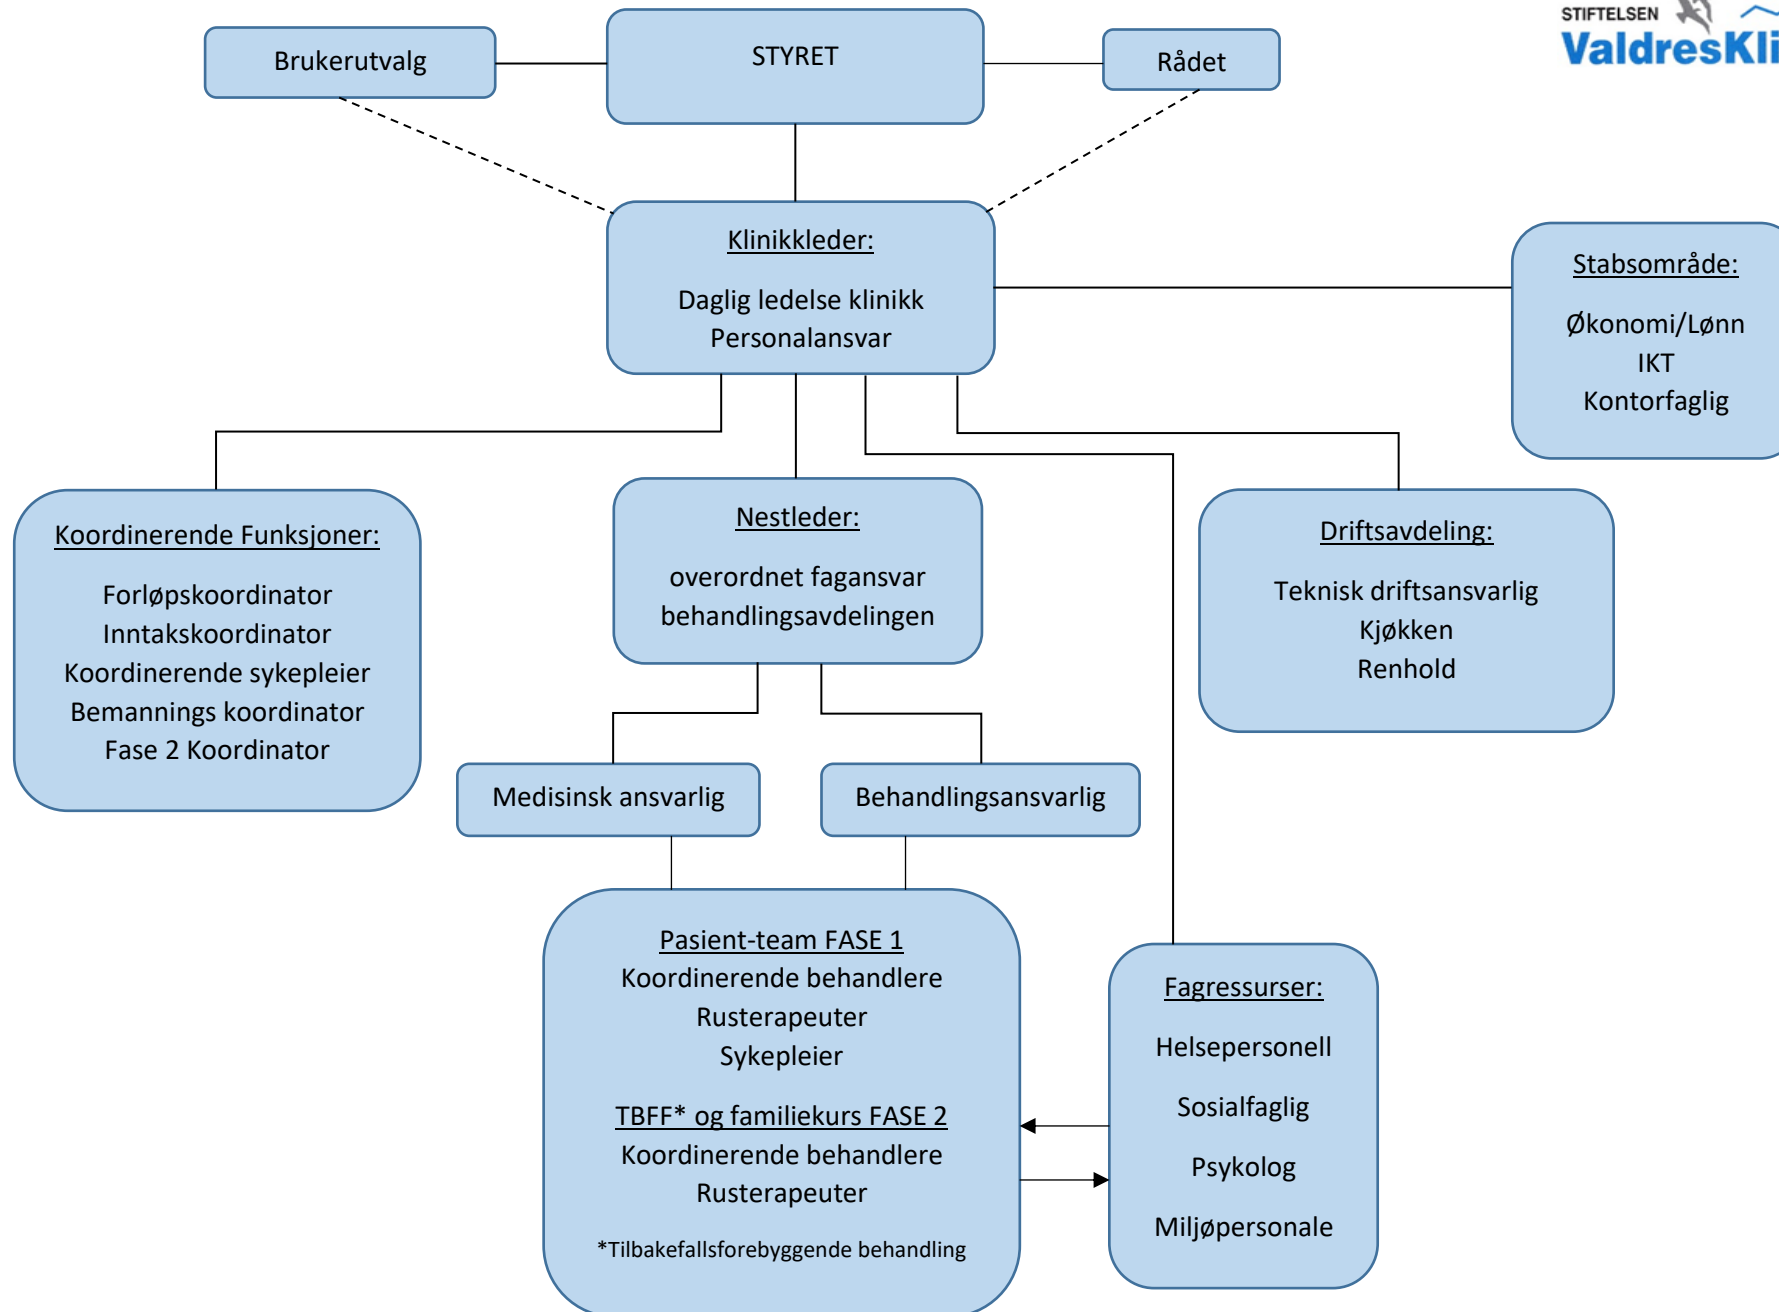 STIFTELSEN
ValdresKli
Brukerutvalg
STYRET
Rådet
Klinikkleder:
Daglig ledelse klinikk
Personalansvar
Stabsområde:
Økonomi/Lønn
IKT
Kontorfaglig
Koordinerende Funksjoner:
Forløpskoordinator
Inntakskoordinator
Koordinerende sykepleier
Bemannings koordinator
Fase 2 Koordinator
Nestleder:
overordnet fagansvar
behandlingsavdelingen
Driftsavdeling:
Teknisk driftsansvarlig
Kjøkken
Renhold
Medisinsk ansvarlig
Behandlingsansvarlig
Pasient-team FASE 1
Koordinerende behandlere
Rusterapeuter
Sykepleier
TBFF* og familiekurs FASE 2
Koordinerende behandlere
Rusterapeuter
*Tilbakefallsforebyggende behandling
Fagressurser:
Helsepersonell
Sosialfaglig
Psykolog
Miljøpersonale